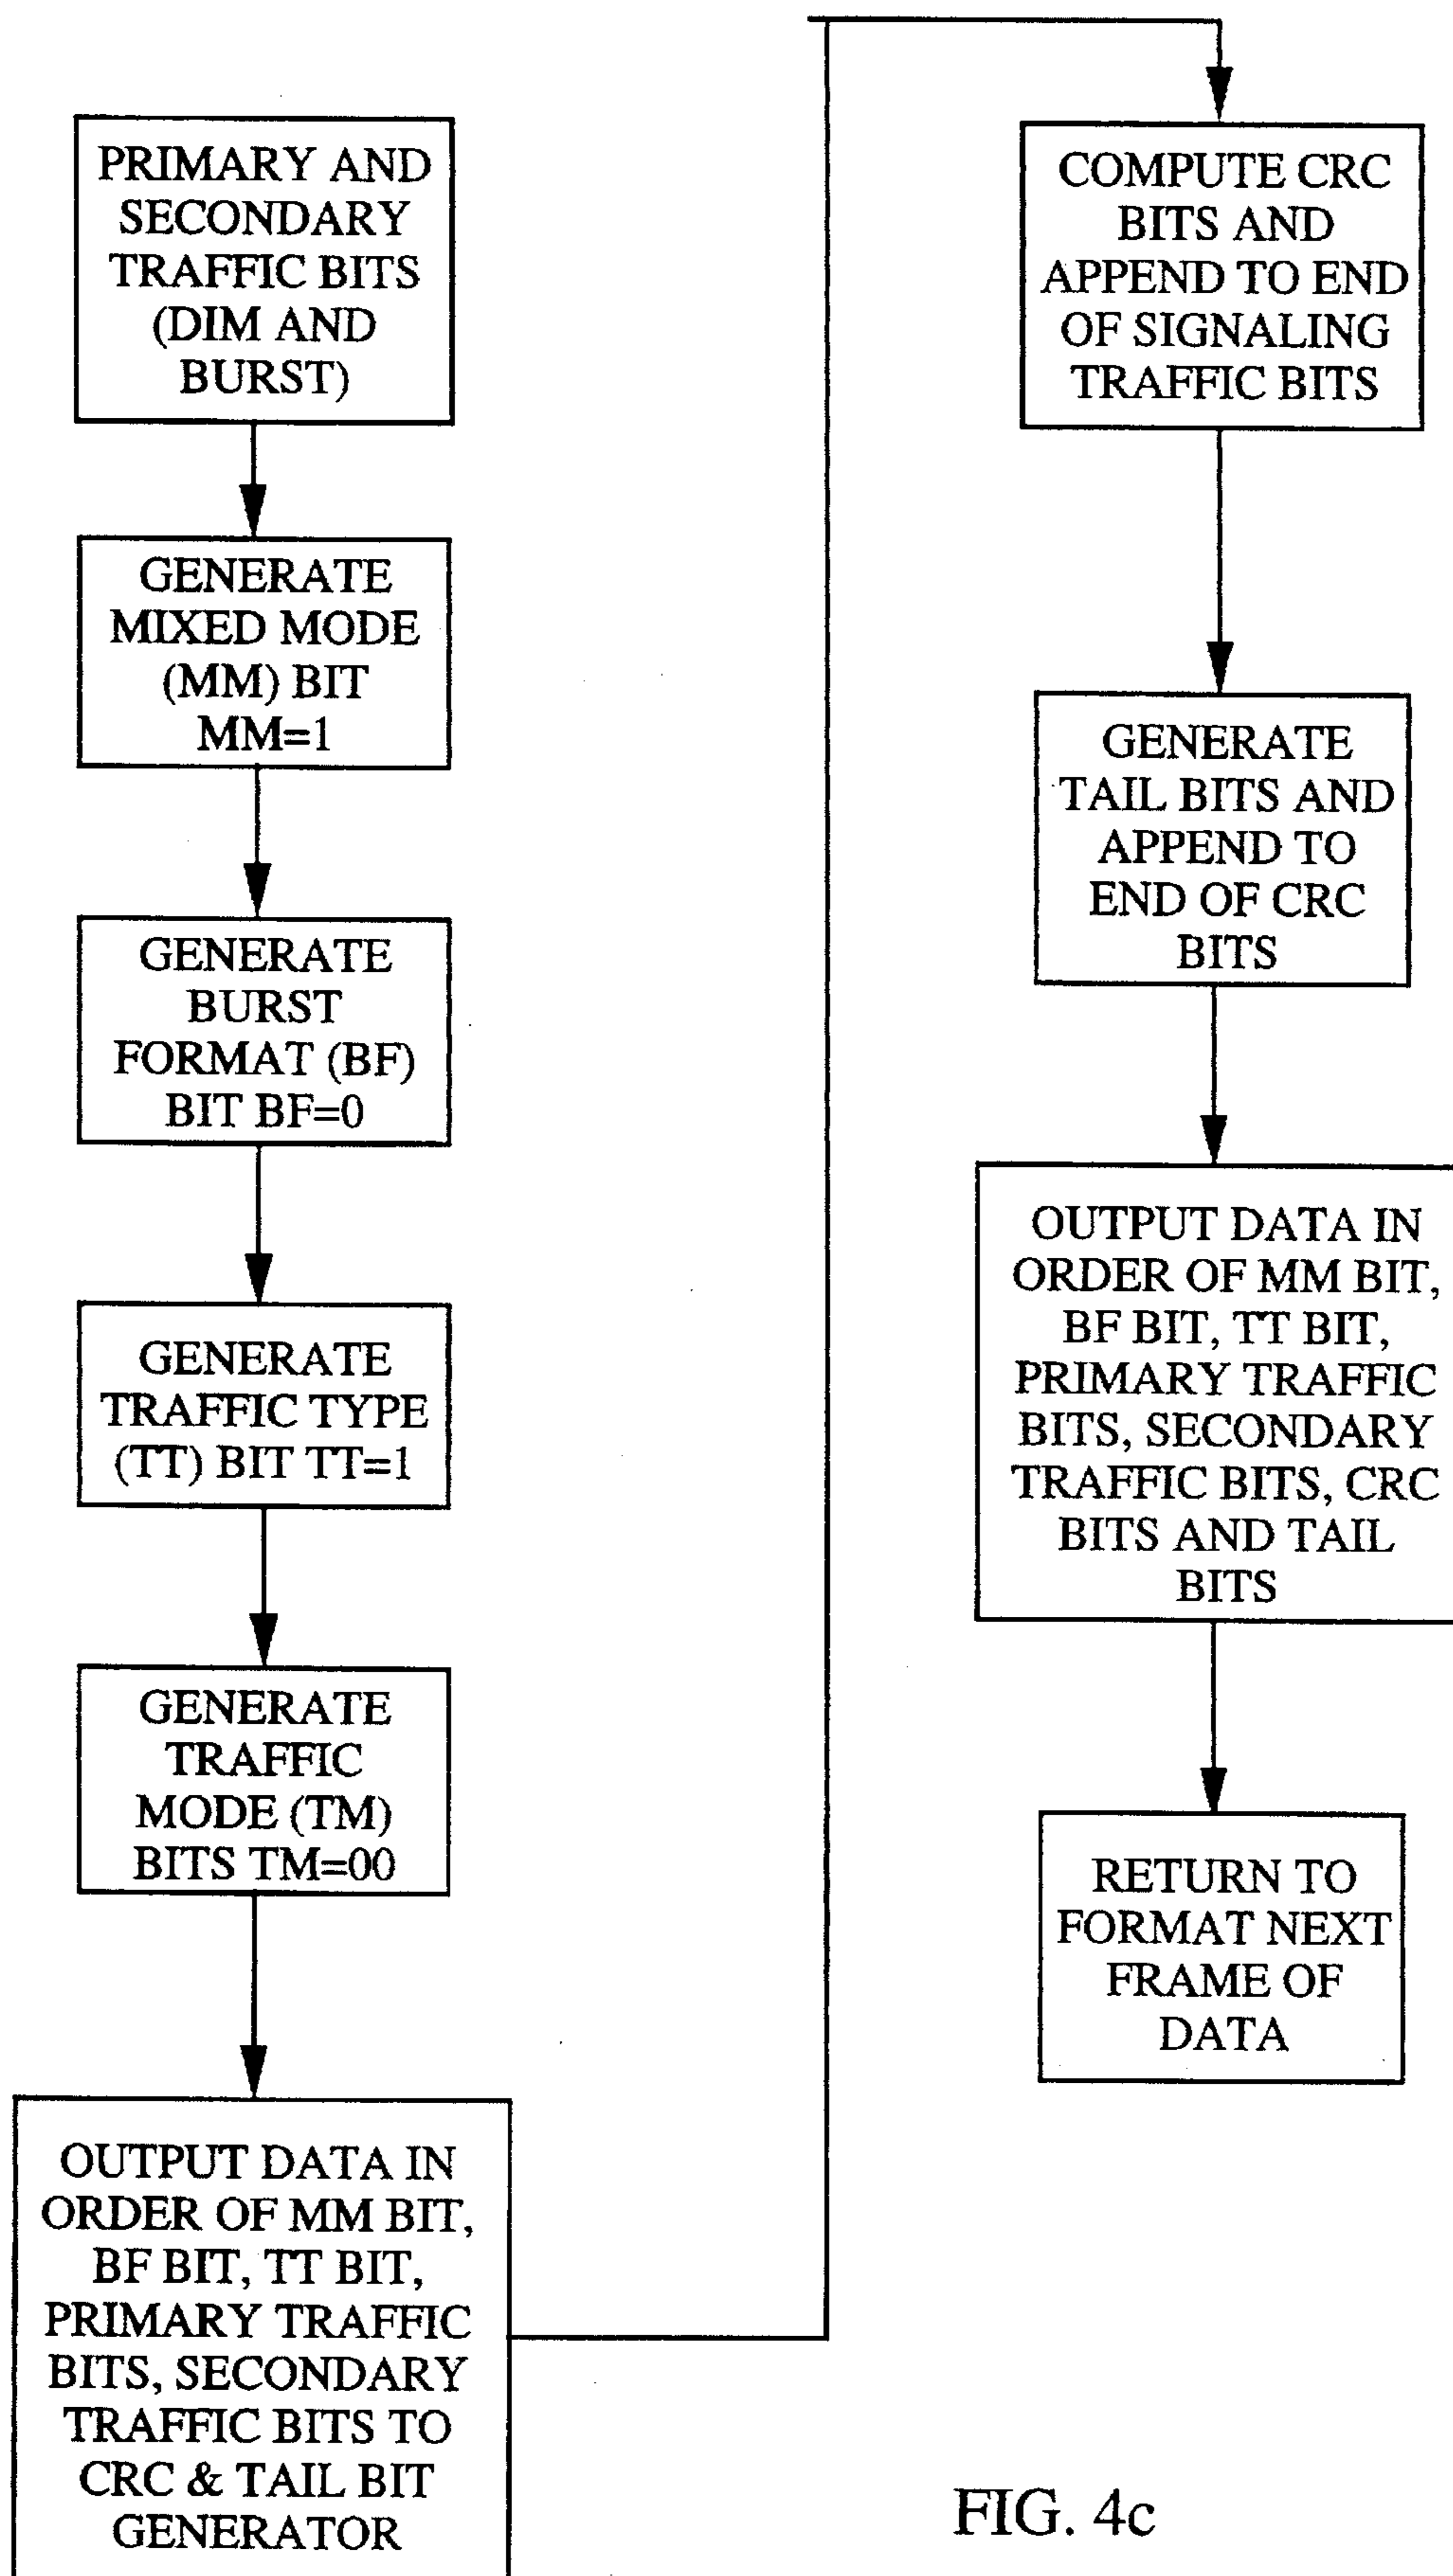 PRIMARY AND
SECONDARY
TRAFFIC BITS
(DIM AND
BURST)
GENERATE
MIXED MODE
(MM) BIT
MM=1
GENERATE
BURST
FORMAT (BF)
BIT BF=0
GENERATE
TRAFFIC TYPE
(TT) BIT TT=1
GENERATE
TRAFFIC
MODE (TM)
BITS TM=00
OUTPUT DATA IN
ORDER OF MM BIT,
BF BIT, TT BIT,
PRIMARY TRAFFIC
BITS, SECONDARY
TRAFFIC BITS TO
CRC & TAIL BIT
GENERATOR
COMPUTE CRC
BITS AND
APPEND TO END
OF SIGNALING
TRAFFIC BITS
GENERATE
TAIL BITS AND
APPEND TO
END OF CRC
BITS
OUTPUT DATA IN
ORDER OF MM BIT,
BF BIT, TT BIT,
PRIMARY TRAFFIC
BITS, SECONDARY
TRAFFIC BITS, CRC
BITS AND TAIL
BITS
RETURN TO
FORMAT NEXT
FRAME OF
DATA
FIG. 4c